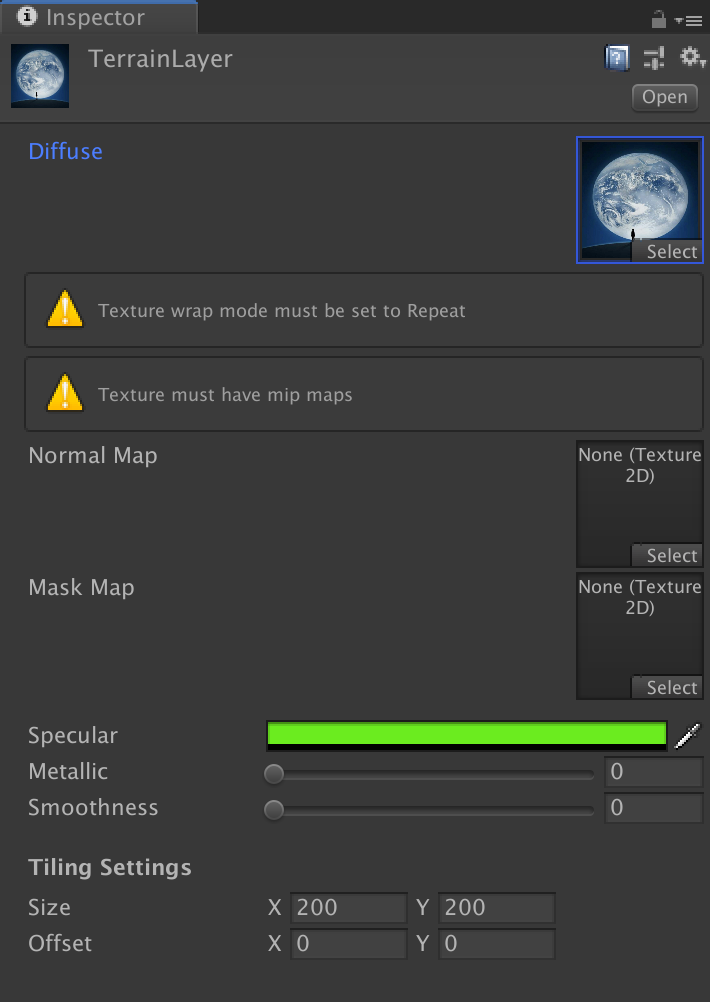 Inspector
TerrainLayer
Open
Diffuse
Select
Texture wrap mode must be set to Repeat
Texture must have mip maps
Normal Map
None (Texture
2D)
Select
Mask Map
None (Texture
2D)
Select
Specular
Metallic 0
Smoothness 0
Tiling Settings
Size X 200 Y 200
Offset X 0 Y 0